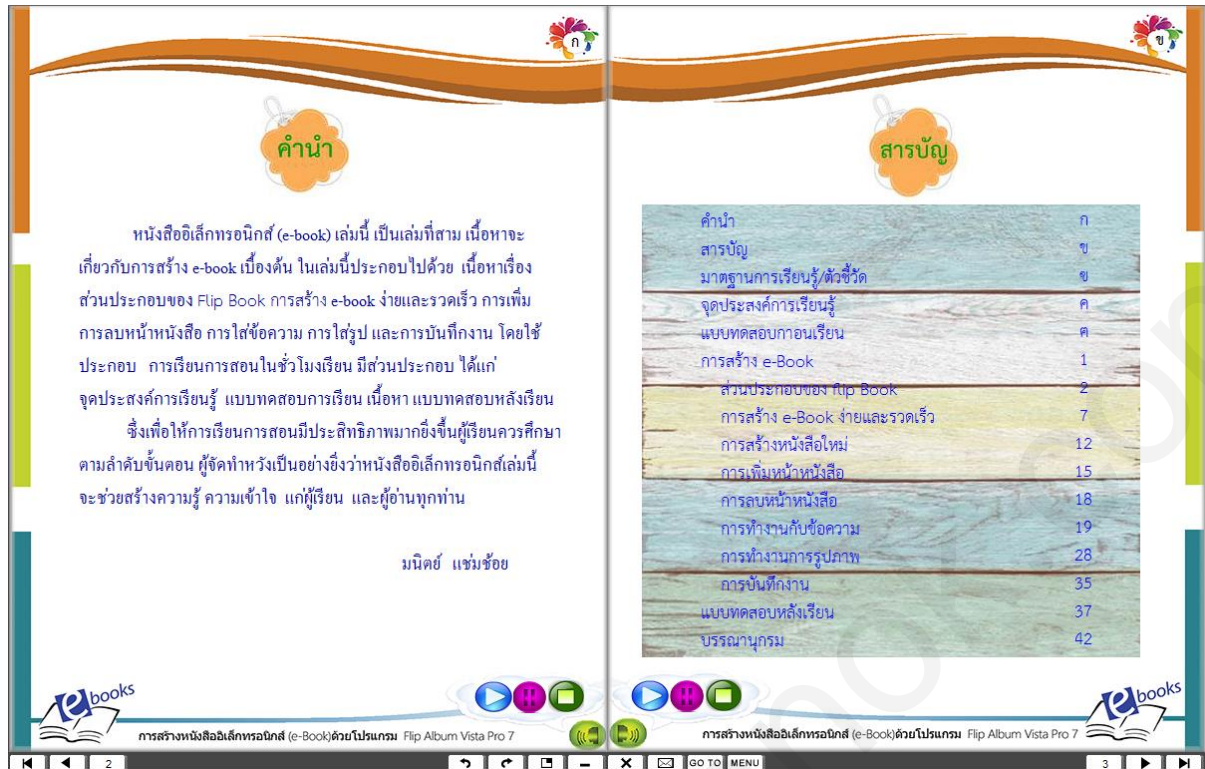 ก
คำนำ
หนังสืออิเล็กทรอนิกส์ (e-book) เล่มนี้ เป็นเล่มที่สาม เนื้อหาจะ
เกี่ยวกับการสร้าง e-book เบื้องต้น ในเล่มนี้ประกอบไปด้วย เนื้อหาเรื่อง
ส่วนประกอบของ Flip Book การสร้าง e-book ง่ายและรวดเร็ว การเพิ่ม
การลบหน้าหนังสือ การใส่ข้อความ การใส่รูป และการบันทึกงาน โดยใช้
ประกอบ การเรียนการสอนในชั่วโมงเรียน มีส่วนประกอบ ได้แก่
จุดประสงค์การเรียนรู้ แบบทดสอบการเรียน เนื้อหา แบบทดสอบหลังเรียน
ซึ่งเพื่อให้การเรียนการสอนมีประสิทธิภาพมากยิ่งขึ้นผู้เรียนควรศึกษา
ตามลำดับขั้นตอน ผู้จัดทำหวังเป็นอย่างยิ่งว่าหนังสืออิเล็กทรอนิกส์เล่มนี้
จะช่วยสร้างความรู้ ความเข้าใจ แก่ผู้เรียน และผู้อ่านทุกท่าน
มนิตย์ แช่มช้อย
ebooks
การสร้างหนังสืออิเล็กทรอนิกส์ (e-Book)ด้วยโปรแกรม Flip Album Vista Pro 7
2
ข
สารบัญ
คำนำ ก
สารบัญ ข
มาตฐานการเรียนรู้/ตัวชี้วัด ข
จุดประสงค์การเรียนรู้ ค
แบบทดสอบกาอนเรียน ค
การสร้าง e-Book 1
ส่วนประกอบของ flip Book 2
การสร้าง e-Book ง่ายและรวดเร็ว 7
การสร้างหนังสือใหม่ 12
การเพิ่มหน้าหนังสือ 15
การลบหน้าหนังสือ 18
การทำงานกับข้อความ 19
การทำงานการรูปภาพ 28
การบันทึกงาน 35
แบบทดสอบหลังเรียน 37
บรรณานุกรม 42
ebooks
การสร้างหนังสืออิเล็กทรอนิกส์ (e-Book)ด้วยโปรแกรม Flip Album Vista Pro 7
GO TO MENU
3